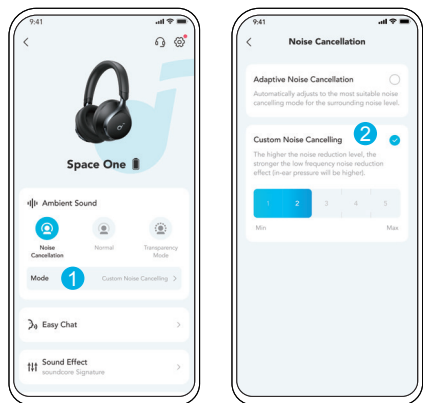 9:41
Space One
Ambient Sound
Noise
Cancellation
Normal
Transparency
Mode
Mode
1
Custom Noise Cancelling >
Easy Chat >
Sound Effect >
soundcore Signature
9:41
Noise Cancellation
Adaptive Noise Cancellation
Automatically adjusts to the most suitable noise
cancelling mode for the surrounding noise level.
Custom Noise Cancelling
2
The higher the noise reduction level, the
stronger the low frequency noise reduction
effect (in-ear pressure will be higher).
1 2 3 4 5
Min Max